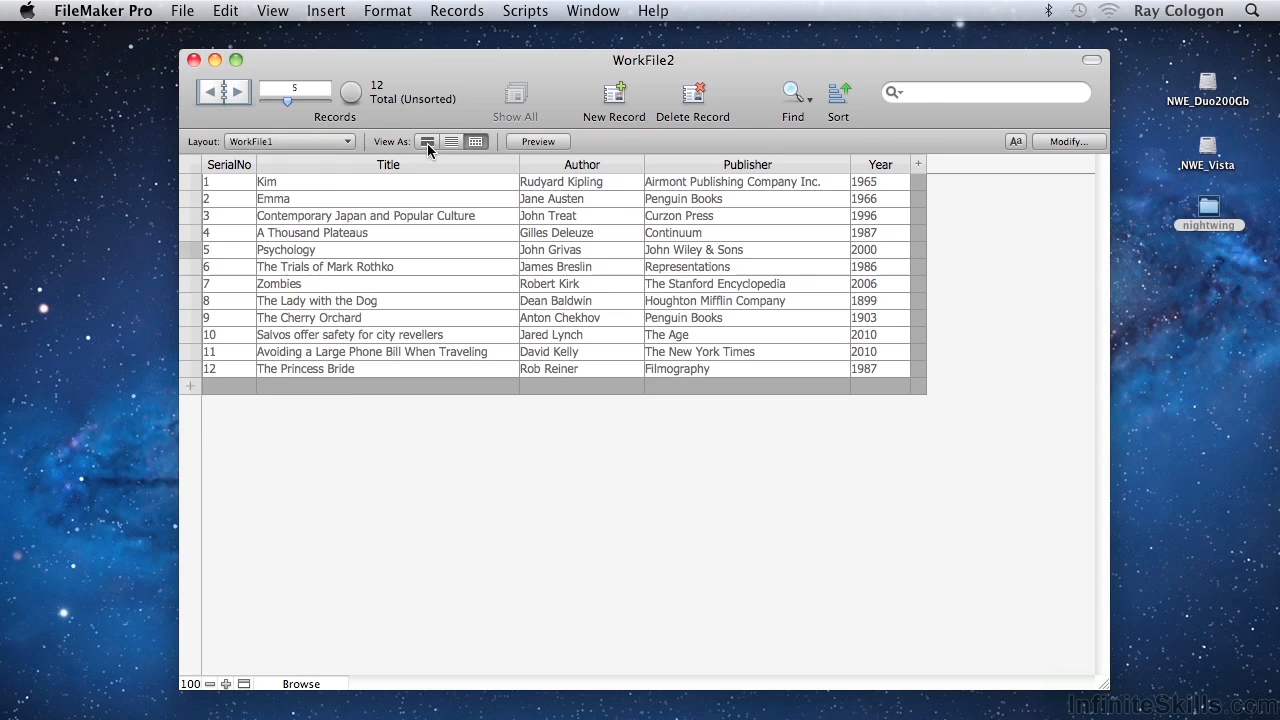 FileMaker Pro File Edit View Insert Format Records Scripts Window Help Ray Cologon
WorkFile2
5
12
Total (Unsorted)
Records Show All New Record Delete Record Find Sort
Layout: WorkFile1 View As: Preview Aa Modify...
SerialNo Title Author Publisher Year +
1 Kim Rudyard Kipling Airmont Publishing Company Inc. 1965
2 Emma Jane Austen Penguin Books 1966
3 Contemporary Japan and Popular Culture John Treat Curzon Press 1996
4 A Thousand Plateaus Gilles Deleuze Continuum 1987
5 Psychology John Grivas John Wiley & Sons 2000
6 The Trials of Mark Rothko James Breslin Representations 1986
7 Zombies Robert Kirk The Stanford Encyclopedia 2006
8 The Lady with the Dog Dean Baldwin Houghton Mifflin Company 1899
9 The Cherry Orchard Anton Chekhov Penguin Books 1903
10 Salvos offer safety for city revellers Jared Lynch The Age 2010
11 Avoiding a Large Phone Bill When Traveling David Kelly The New York Times 2010
12 The Princess Bride Rob Reiner Filmography 1987
+
100 Browse
NWE_Duo200Gb
.NWE_Vista
nightwing
InfiniteSkills.com